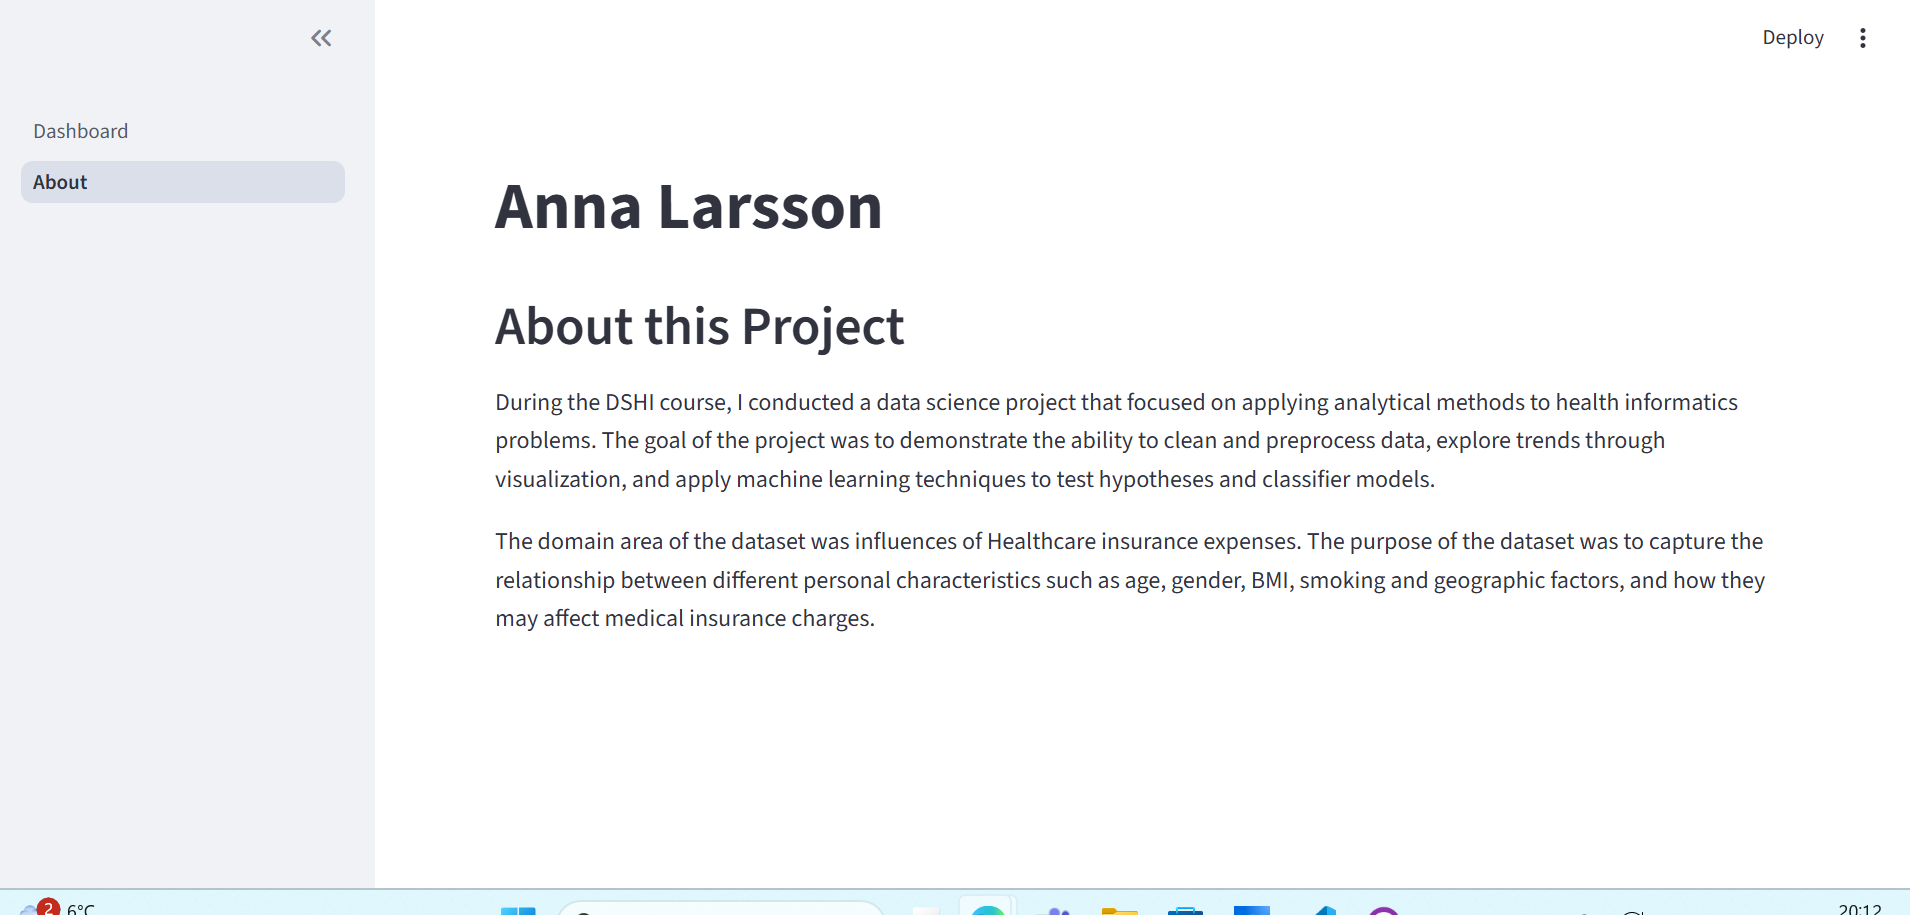 Deploy
Dashboard
About
Anna Larsson
About this Project
During the DSHI course, I conducted a data science project that focused on applying analytical methods to health informatics
problems. The goal of the project was to demonstrate the ability to clean and preprocess data, explore trends through
visualization, and apply machine learning techniques to test hypotheses and classifier models.
The domain area of the dataset was influences of Healthcare insurance expenses. The purpose of the dataset was to capture the
relationship between different personal characteristics such as age, gender, BMI, smoking and geographic factors, and how they
may affect medical insurance charges.
2
6°C
20:12